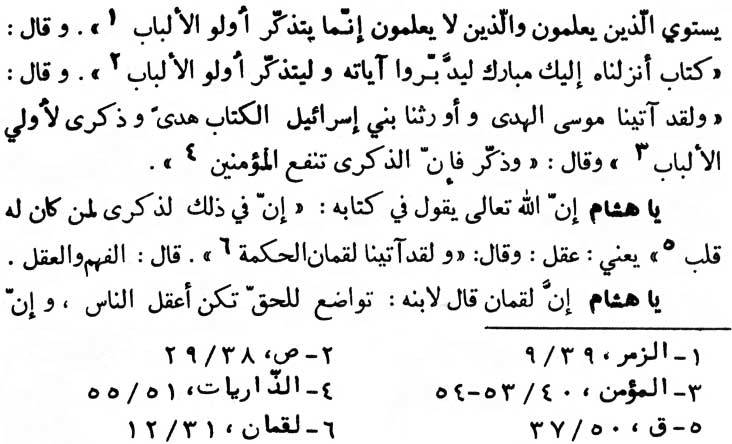 يستوي الّذين يعلمون والّذين لا يعلمون إنّما يتذكّر اُولو الألباب ١ » . و قال :
« كتاب أنزلناه إليك مبارك ليدَّبّروا آياته و ليتذكّر اُولو الألباب ٢ » . و قال :
« ولقد آتينا موسى الهدى و أورثنا بني إسرائيل الكتاب هدىً و ذكرى لاُولي
الألباب ٣ » وقال : « وذكّر فإنّ الذكرى تنفع المؤمنين ٤ » .
يا هشام إنّ الله تعالى يقول في كتابه : « إنّ في ذلك لذكرى لمن كان له
قلب ٥ » يعني : عقل : وقال: «و لقدآتينا لقمان الحكمة ٦ » . قال : الفهم والعقل .
يا هشام إنَّ لقمان قال لابنه : تواضع للحقّ تكن أعقل الناس ، و إنّ
١ – الزمر ، ٣٩ / ٩
٢ – ص، ٣٨ / ٢٩
٣ – المؤمن ، ٤٠ / ٥٣-٥٤
٤ – الذّاريات، ٥١ / ٥٥
٥ – ق ، ٥٠ / ٣٧
٦ – لقمان ، ٣١ / ١٢